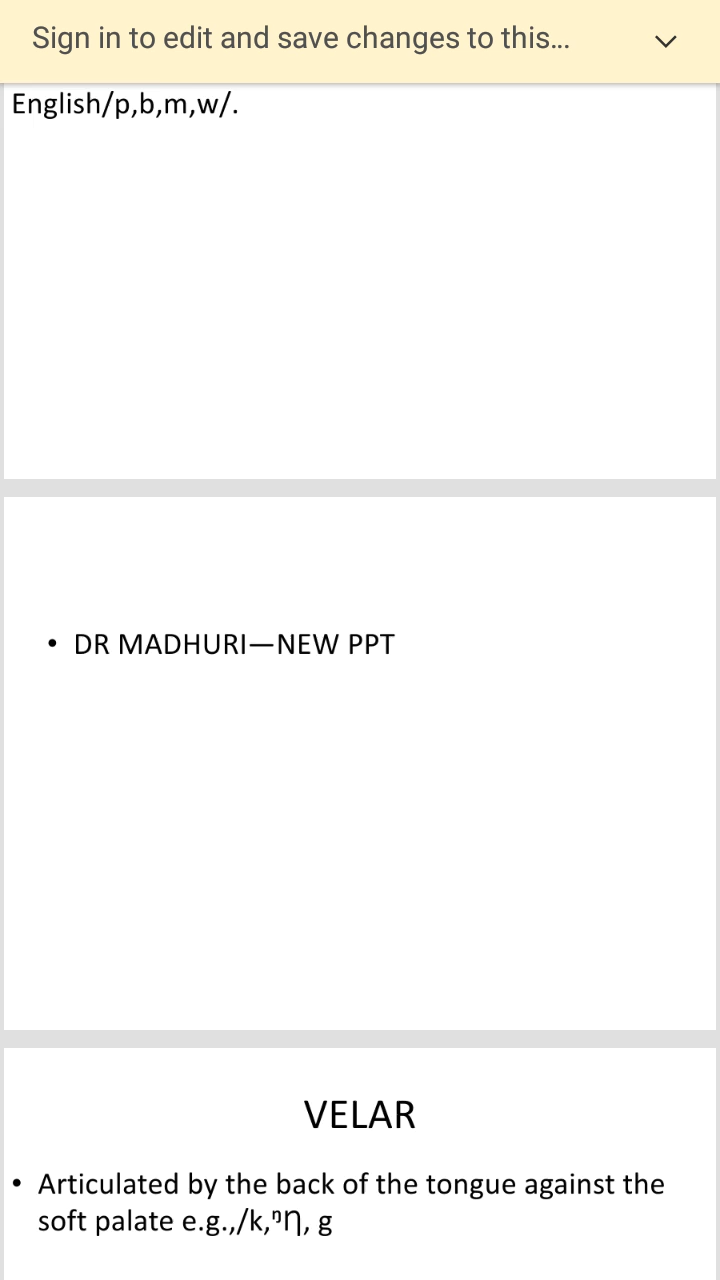 Sign in to edit and save changes to this...
English/p,b,m,w/.
• DR MADHURI—NEW PPT
VELAR
• Articulated by the back of the tongue against the
soft palate e.g.,/k,ᵑƞ, g